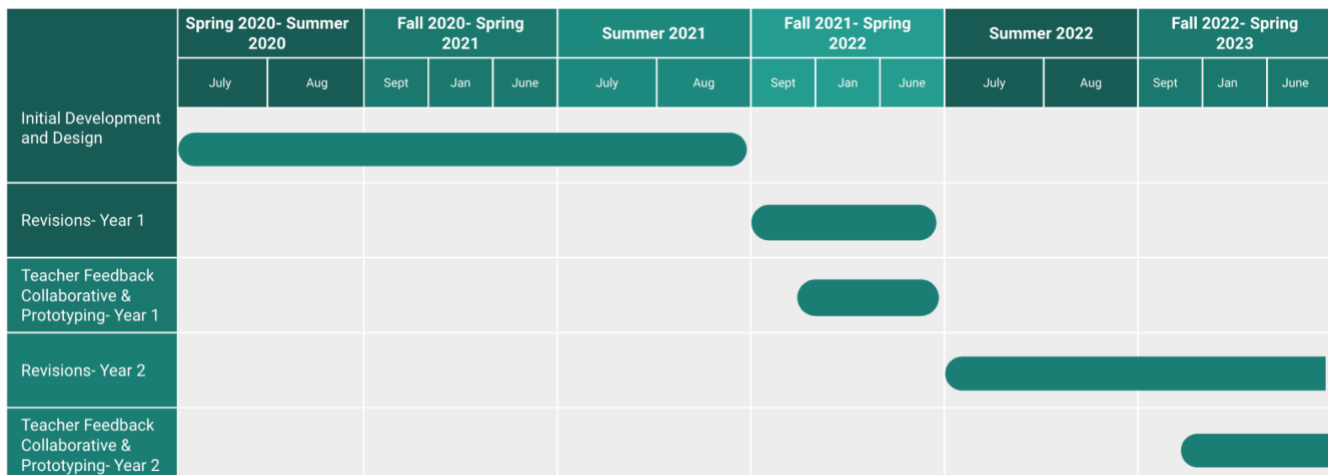 Spring 2020- Summer
2020
Fall 2020- Spring
2021
Summer 2021
Fall 2021- Spring
2022
Summer 2022
Fall 2022- Spring
2023
July
Aug
Sept
Jan
June
July
Aug
Sept
Jan
June
July
Aug
Sept
Jan
June
Initial Development
and Design
Revisions- Year 1
Teacher Feedback
Collaborative &
Prototyping- Year 1
Revisions- Year 2
Teacher Feedback
Collaborative &
Prototyping- Year 2